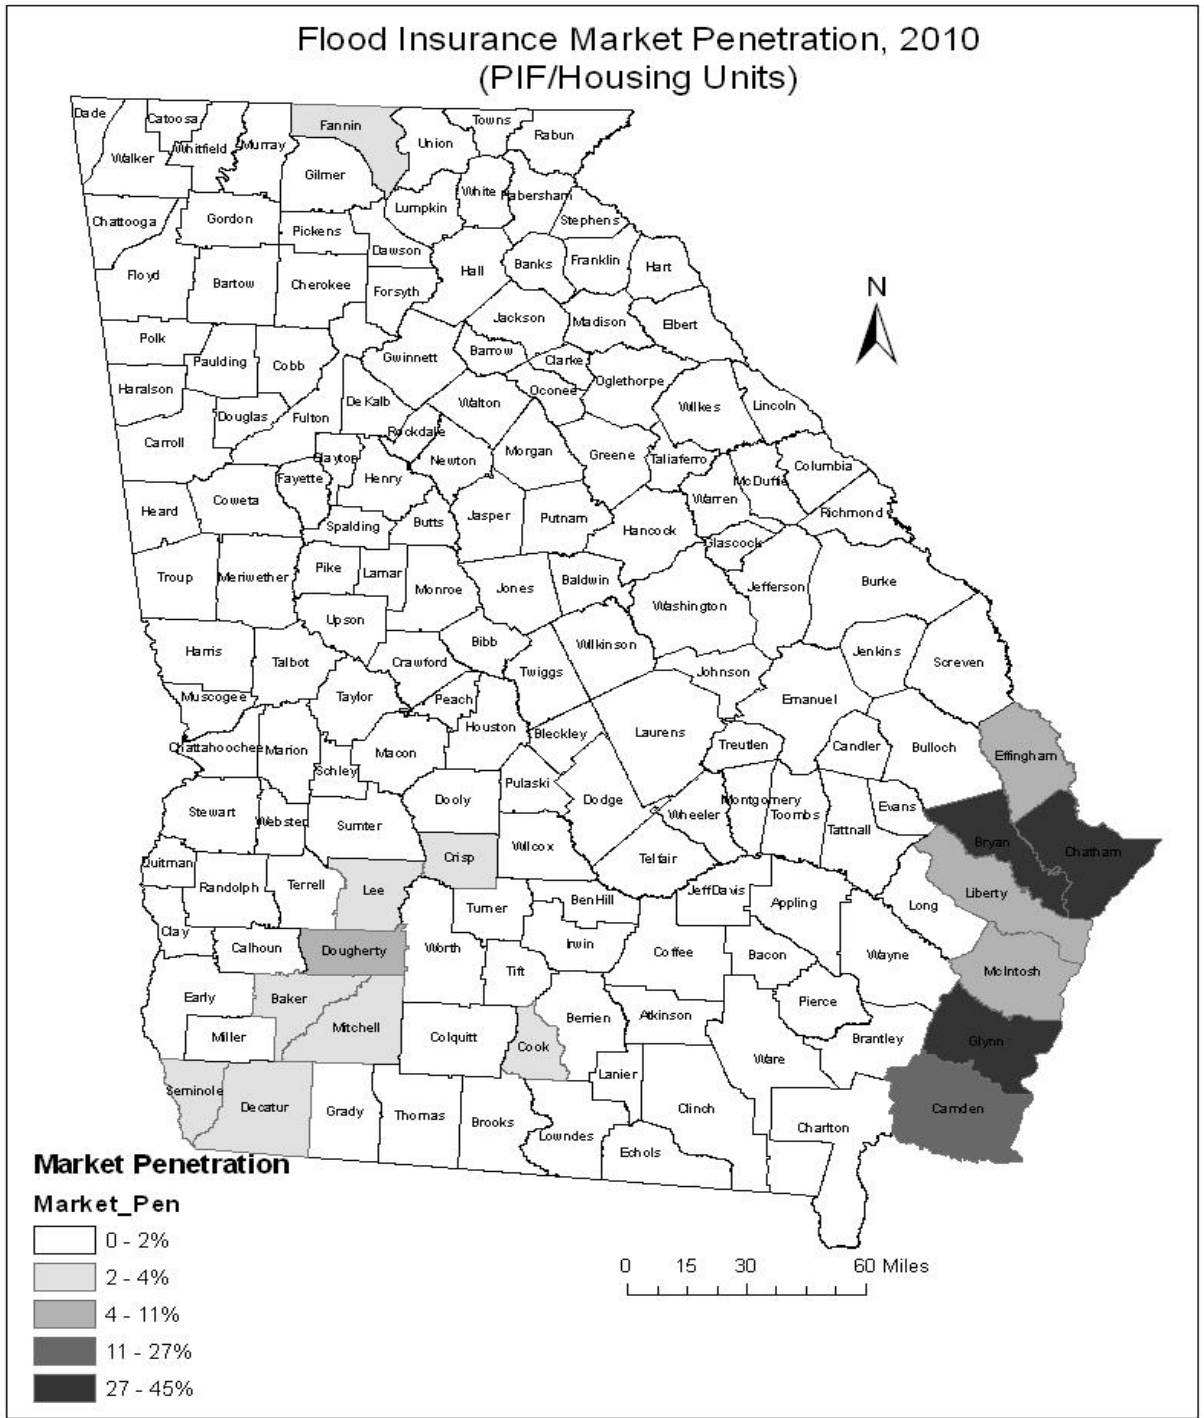 Flood Insurance Market Penetration, 2010
(PIF/Housing Units)
Dade
Catoosa
Fannin
Towns
Rabun
Union
Whitfield
Murray
Walker
Gilmer
White
Habersham
Lumpkin
Stephens
Chattooga
Gordon
Pickens
Dawson
Floyd
Bartow
Cherokee
Forsyth
Hall
Banks
Franklin
Hart
N
Jackson
Madison
Elbert
Polk
Paulding
Cobb
Gwinnett
Barrow
Clarke
Oglethorpe
Oconee
Haralson
De Kalb
Walton
Wilkes
Lincoln
Douglas
Fulton
Carroll
Rockdale
Newton
Morgan
Greene
Taliaferro
Columbia
Clayton
Fayette
Henry
McDuffie
Warren
Coweta
Heard
Spalding
Butts
Jasper
Putnam
Hancock
Richmond
Glascock
Troup
Meriwether
Pike
Lamar
Monroe
Jones
Baldwin
Washington
Jefferson
Burke
Upson
Harris
Talbot
Crawford
Bibb
Twiggs
Wilkinson
Johnson
Jenkins
Screven
Muscogee
Taylor
Peach
Houston
Emanuel
Chattahoochee
Marion
Macon
Bleckley
Laurens
Treutlen
Candler
Bulloch
Effingham
Schley
Stewart
Webster
Sumter
Dooly
Pulaski
Dodge
Wheeler
Montgomery
Toombs
Evans
Tattnall
Bryan
Chatham
Quitman
Randolph
Terrell
Lee
Crisp
Wilcox
Telfair
Turner
Ben Hill
Jeff Davis
Appling
Long
Liberty
Clay
Calhoun
Dougherty
Worth
Irwin
Coffee
Bacon
Wayne
McIntosh
Tift
Early
Baker
Mitchell
Berrien
Atkinson
Pierce
Miller
Colquitt
Cook
Ware
Brantley
Glynn
Lanier
Seminole
Decatur
Grady
Thomas
Brooks
Lowndes
Clinch
Echols
Charlton
Camden
Market Penetration
Market_Pen
0 - 2%
2 - 4%
4 - 11%
11 - 27%
27 - 45%
0 15 30 60 Miles